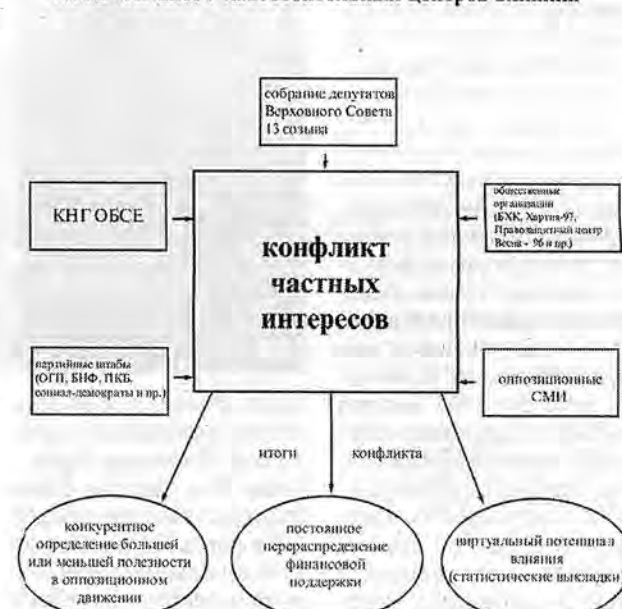 собрание депутатов
Верховного Совета
13 созыва
КНГ ОБСЕ
общественные
организации
(БХК, Хартия-97,
Правозащитный центр
Весна - 96 и пр.)
конфликт
частных
интересов
партийные штабы
(ОГП, БНФ, ПКБ,
социал-демократы и пр.)
оппозиционные
СМИ
итоги конфликта
конкурентное
определение большей
или меньшей полезности
в оппозиционном
движении
постоянное
перераспределение
финансовой
поддержки
виртуальный потенциал
влияния
(статистические выкладки